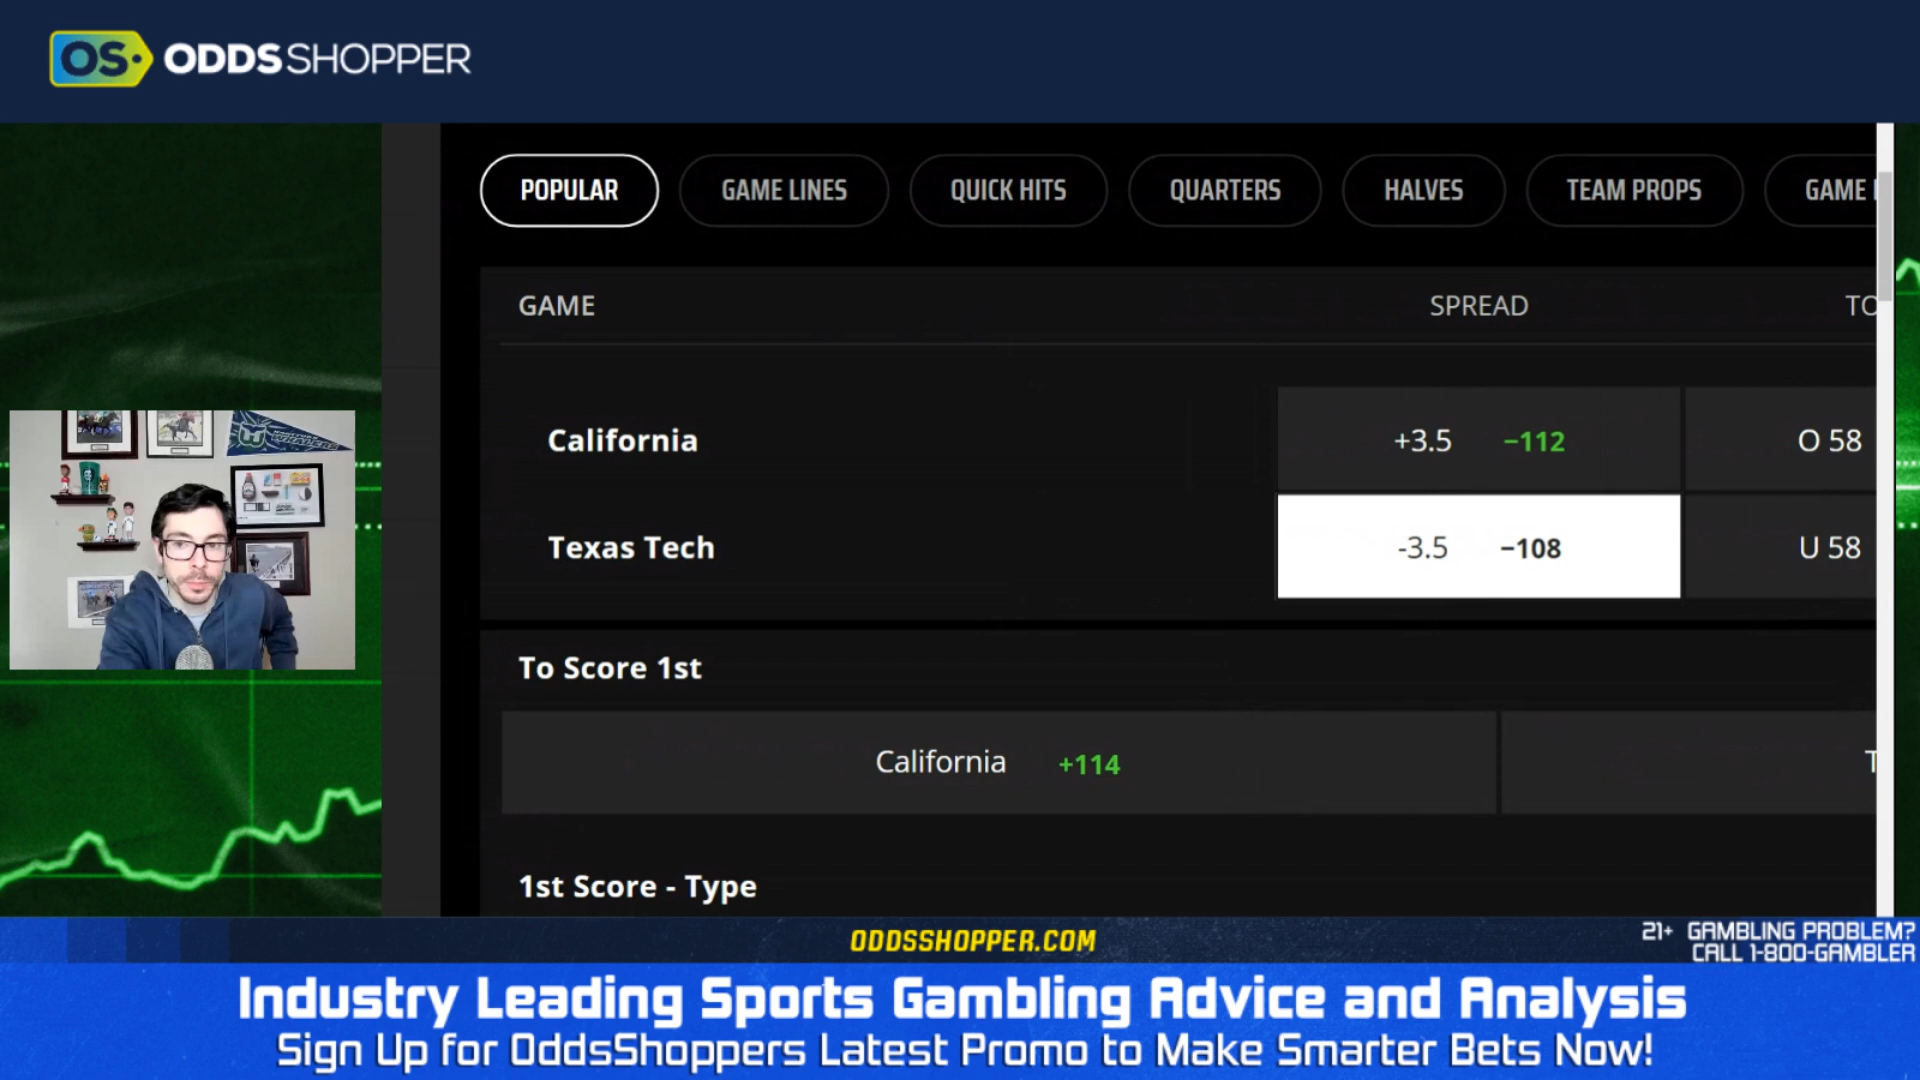 OS
ODDSSHOPPER
POPULAR
GAME LINES
QUICK HITS
QUARTERS
HALVES
TEAM PROPS
GAME
GAME SPREAD TO
California +3.5 −112 O 58
Texas Tech -3.5 −108 U 58
To Score 1st
California +114 T
1st Score - Type
WHALERS
ODDSSHOPPER.COM
21+ GAMBLING PROBLEM?
CALL 1-800-GAMBLER
Industry Leading Sports Gambling Advice and Analysis
Sign Up for OddsShoppers Latest Promo to Make Smarter Bets Now!